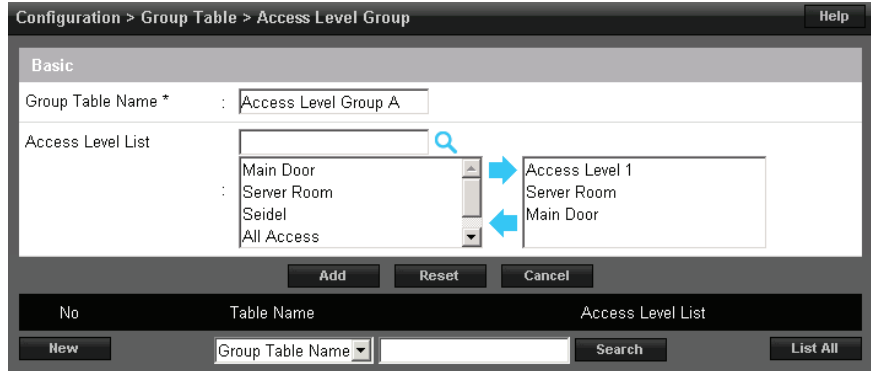 Configuration > Group Table > Access Level Group Help
Basic
Group Table Name * : Access Level Group A
Access Level List :
Main Door
Server Room
Seidel
All Access
Access Level 1
Server Room
Main Door
Add Reset Cancel
No Table Name Access Level List
New Group Table Name Search List All